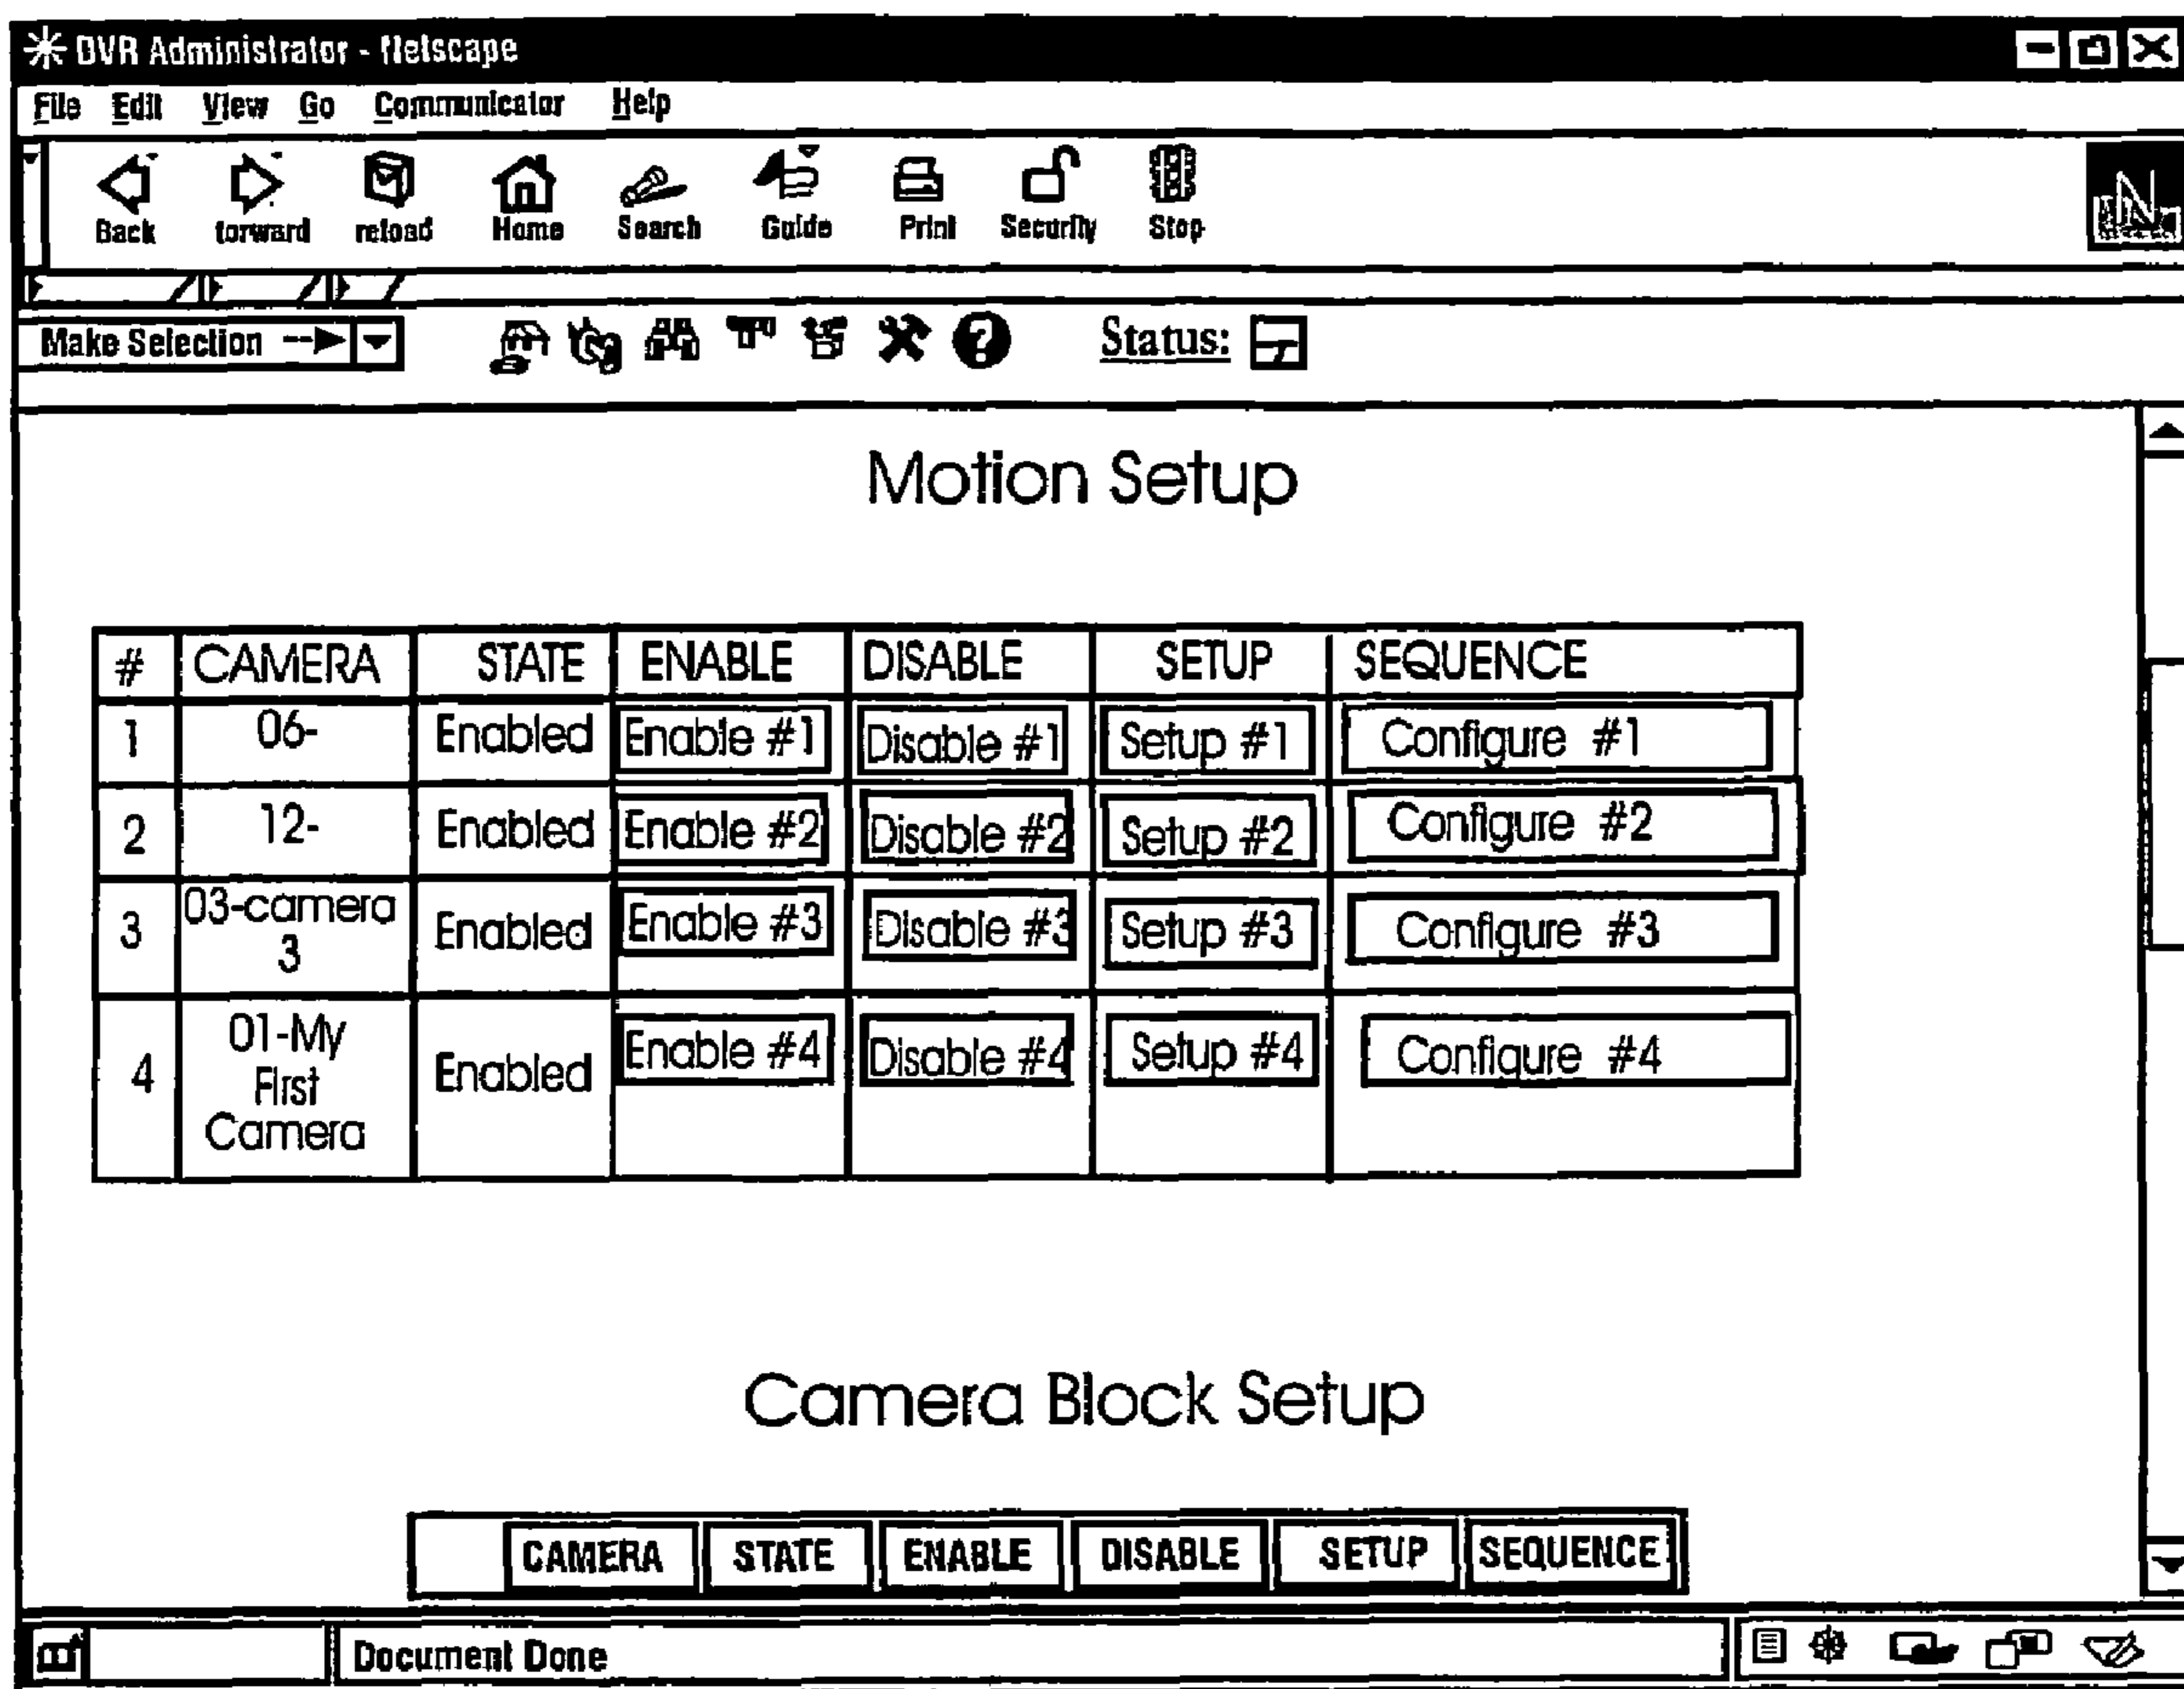 DVR Administrator - Netscape
File Edit View Go Communicator Help
Back forward reload Home Search Guide Print Security Stop
N
Make Selection --> Status:
Motion Setup
# CAMERA STATE ENABLE DISABLE SETUP SEQUENCE
1 06- Enabled Enable #1 Disable #1 Setup #1 Configure #1
2 12- Enabled Enable #2 Disable #2 Setup #2 Configure #2
3 03-camera 3 Enabled Enable #3 Disable #3 Setup #3 Configure #3
4 01-My First Camera Enabled Enable #4 Disable #4 Setup #4 Configure #4
Camera Block Setup
CAMERA STATE ENABLE DISABLE SETUP SEQUENCE
Document Done